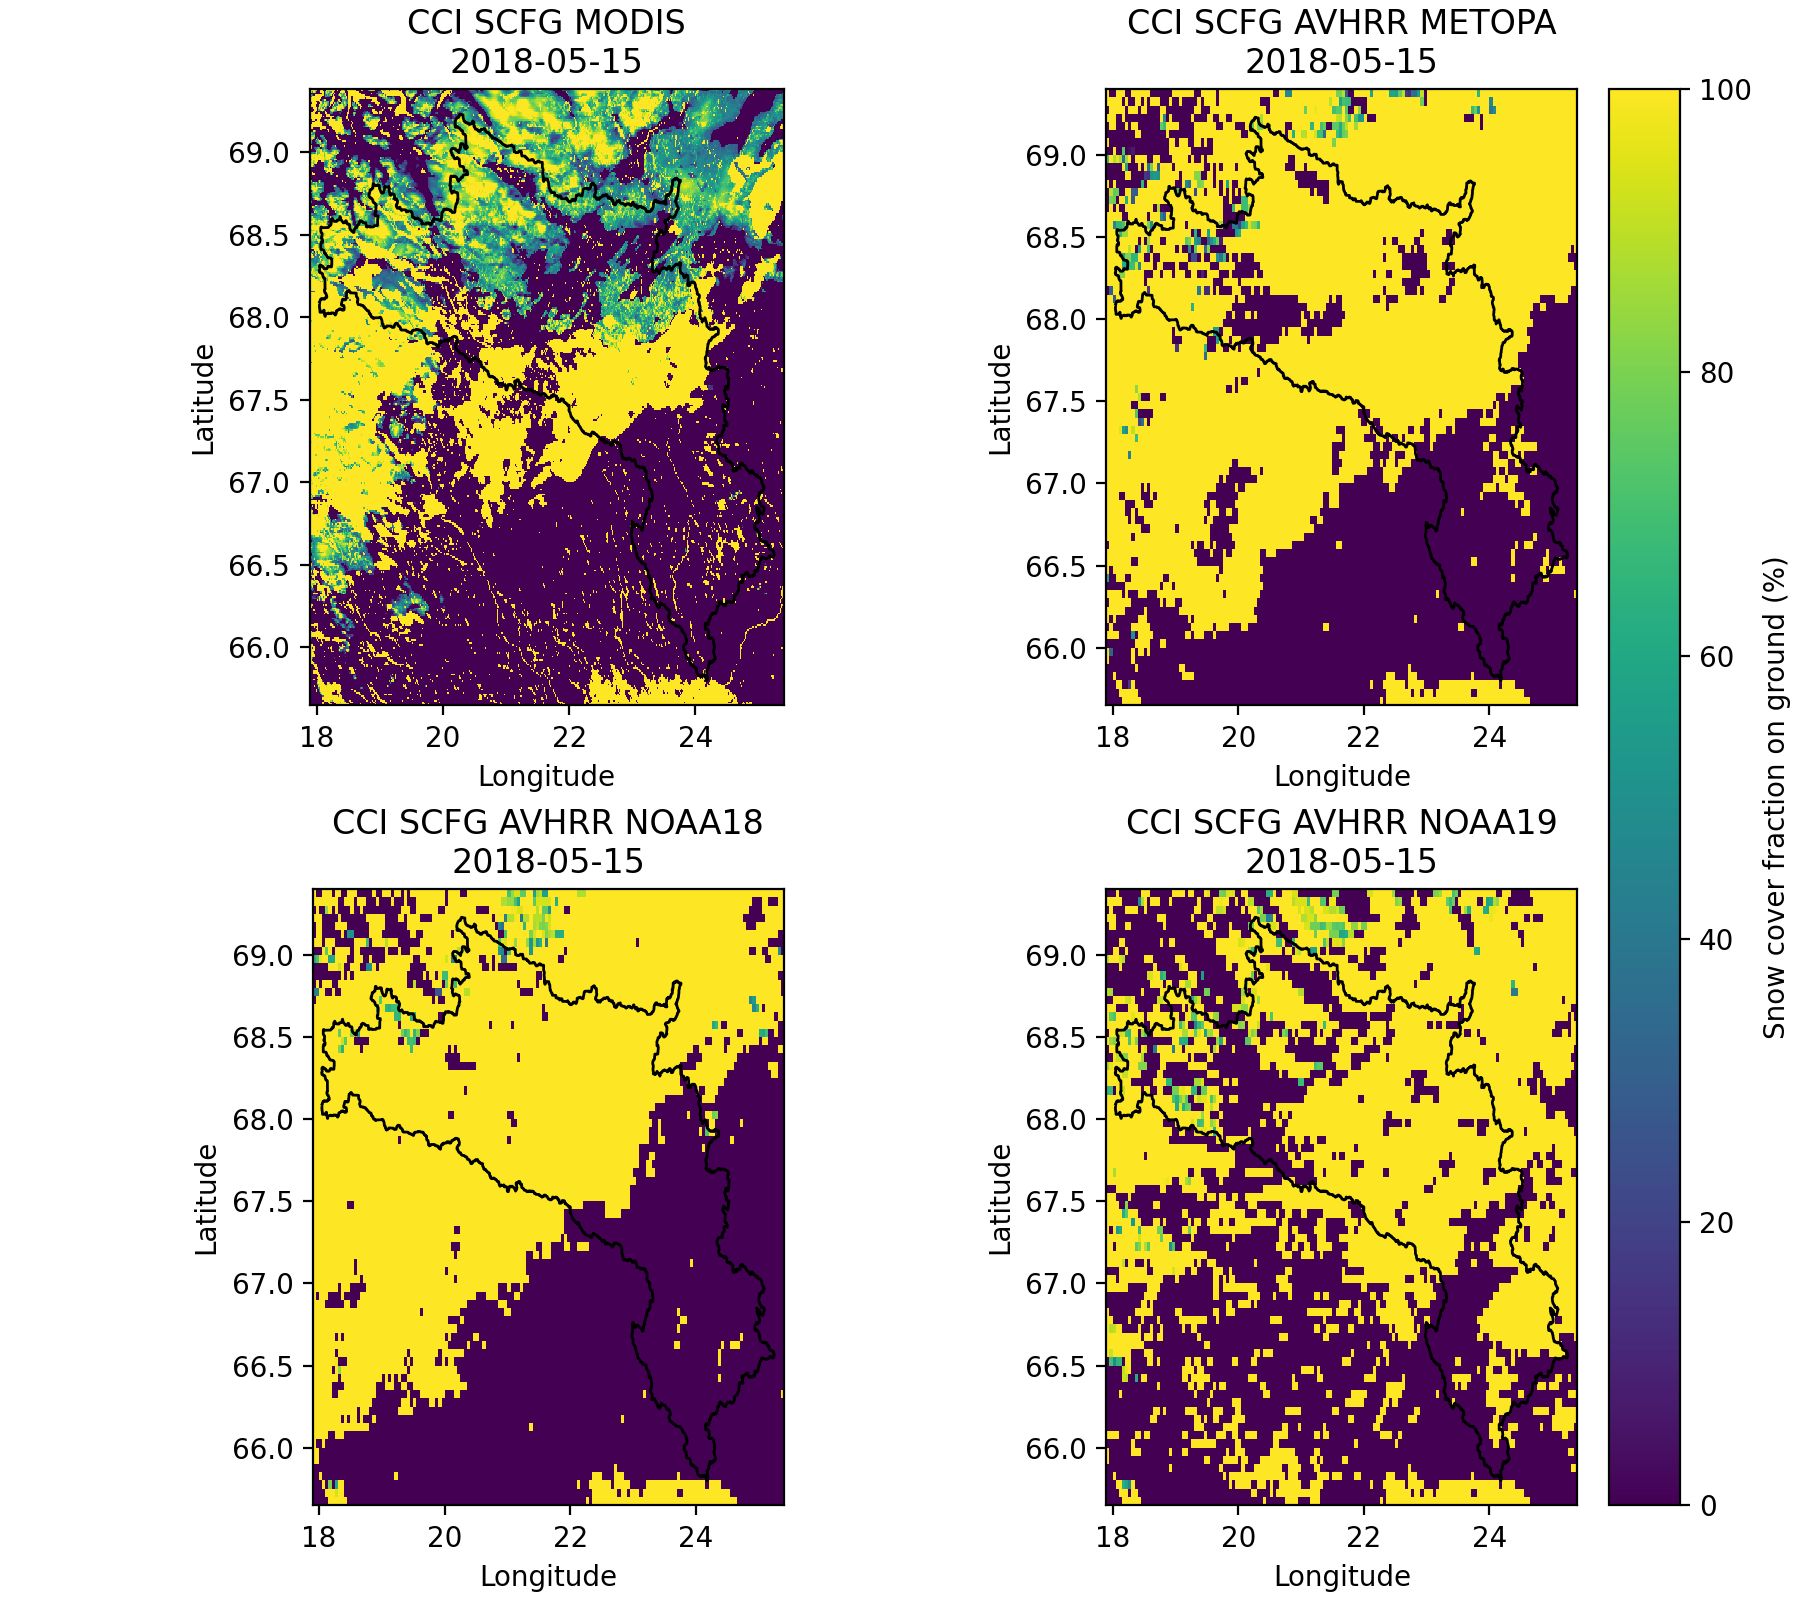 CCI SCFG MODIS
2018-05-15
CCI SCFG AVHRR METOPA
2018-05-15
Latitude
69.0
68.5
68.0
67.5
67.0
66.5
66.0
18 20 22 24
Longitude
Latitude
69.0
68.5
68.0
67.5
67.0
66.5
66.0
18 20 22 24
Longitude
CCI SCFG AVHRR NOAA18
2018-05-15
CCI SCFG AVHRR NOAA19
2018-05-15
Latitude
69.0
68.5
68.0
67.5
67.0
66.5
66.0
18 20 22 24
Longitude
Latitude
69.0
68.5
68.0
67.5
67.0
66.5
66.0
18 20 22 24
Longitude
100
80
60
40
20
0
Snow cover fraction on ground (%)